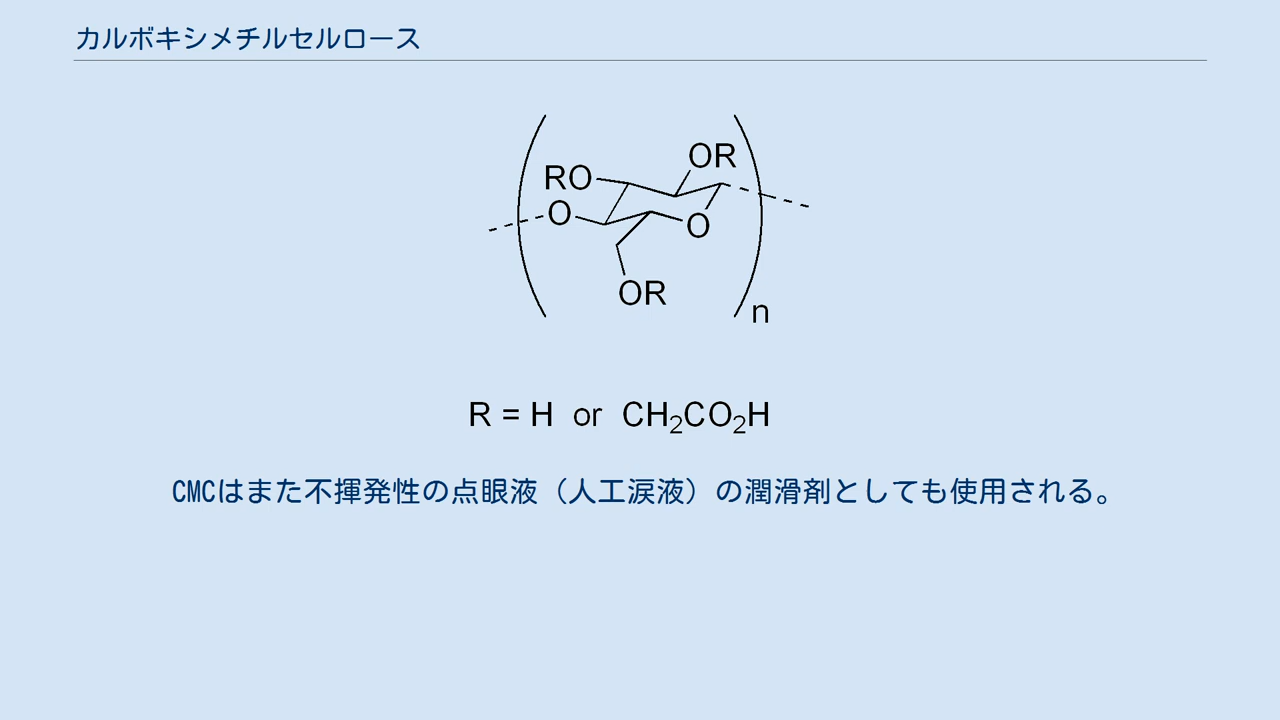 カルボキシメチルセルロース
OR
RO
O
O
OR
n
R = H or CH₂CO₂H
CMCはまた不揮発性の点眼液（人工涙液）の潤滑剤としても使用される。